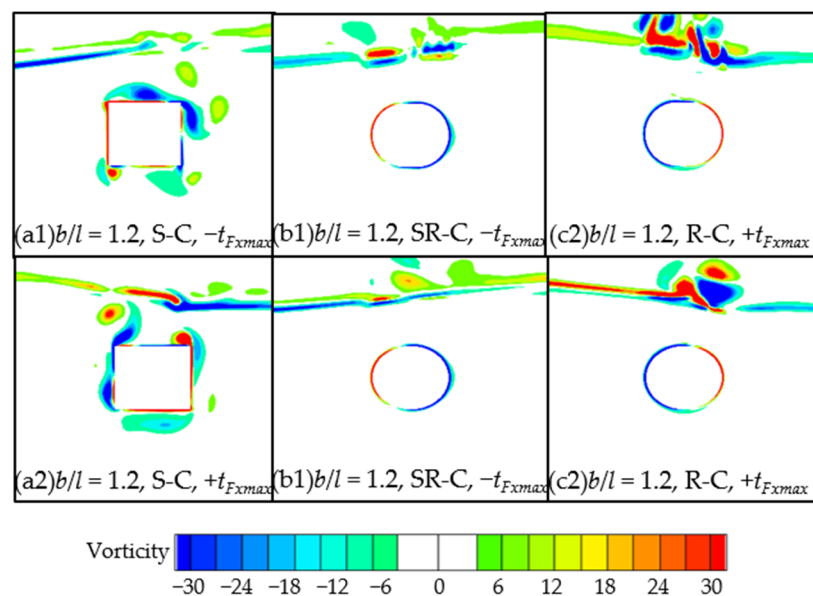 (a1)b/l = 1.2, S-C, −tFxmax
(b1)b/l = 1.2, SR-C, −tFxmax
(c2)b/l = 1.2, R-C, +tFxmax
(a2)b/l = 1.2, S-C, +tFxmax
(b1)b/l = 1.2, SR-C, −tFxmax
(c2)b/l = 1.2, R-C, +tFxmax
Vorticity
−30 −24 −18 −12 −6 0 6 12 18 24 30